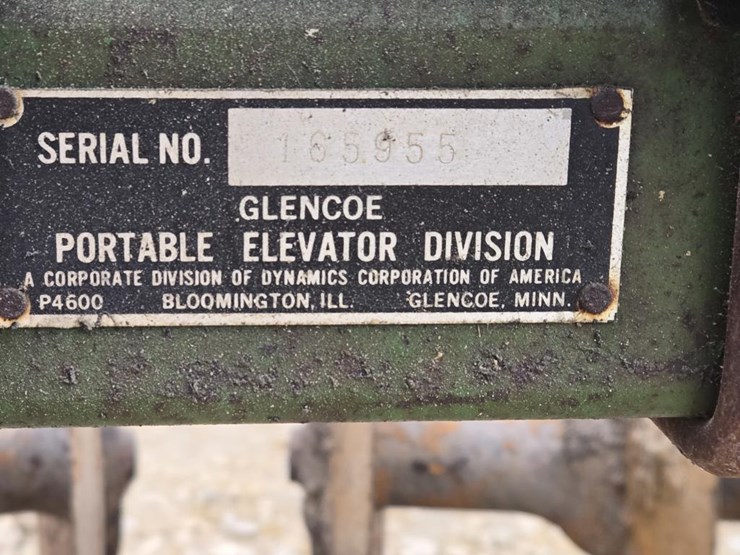 SERIAL NO. 165955
GLENCOE
PORTABLE ELEVATOR DIVISION
A CORPORATE DIVISION OF DYNAMICS CORPORATION OF AMERICA
P4600 BLOOMINGTON, ILL. GLENCOE, MINN.